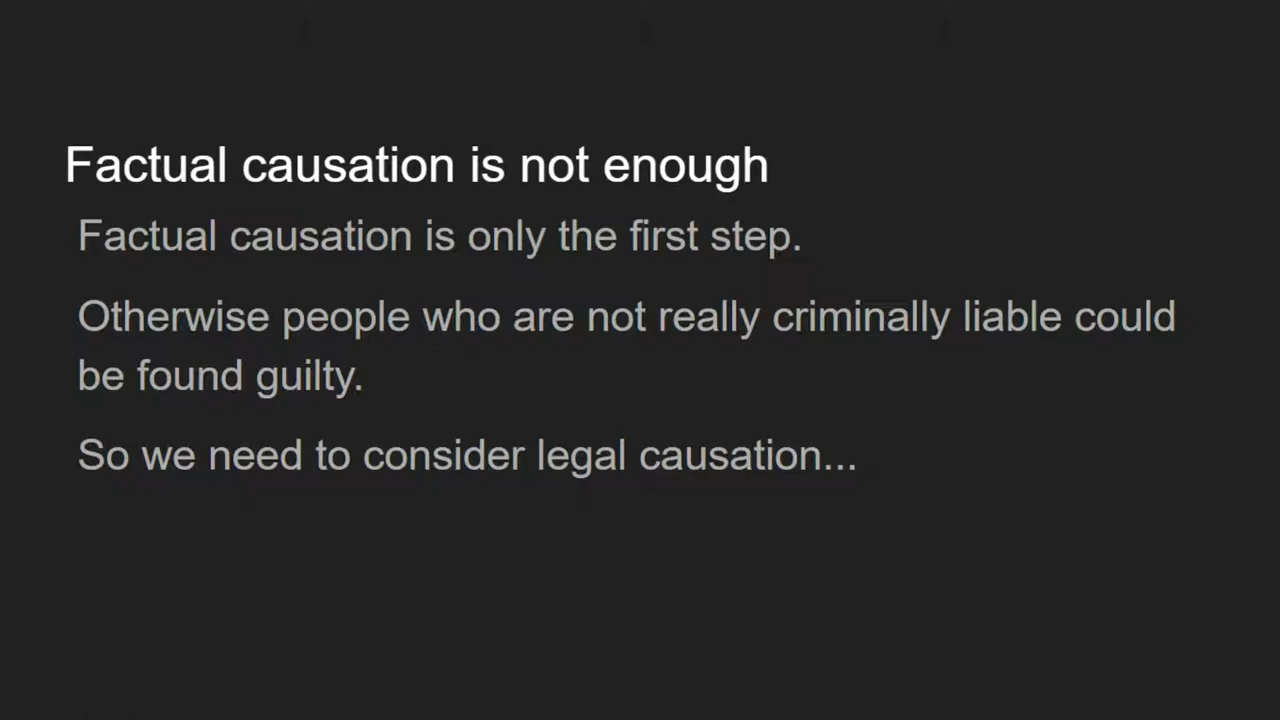 Factual causation is not enough
Factual causation is only the first step.
Otherwise people who are not really criminally liable could
be found guilty.
So we need to consider legal causation...